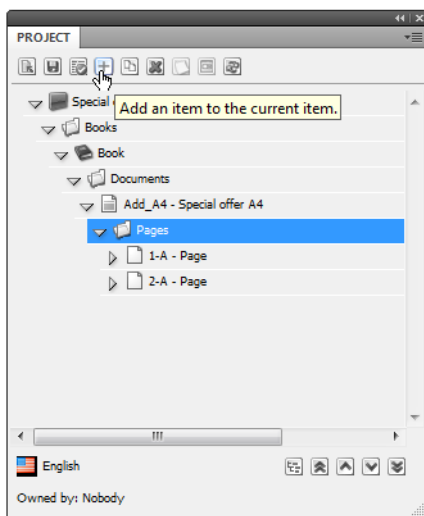 PROJECT
Special
Add an item to the current item.
Books
Book
Documents
Add_A4 - Special offer A4
Pages
1-A - Page
2-A - Page
English
Owned by: Nobody